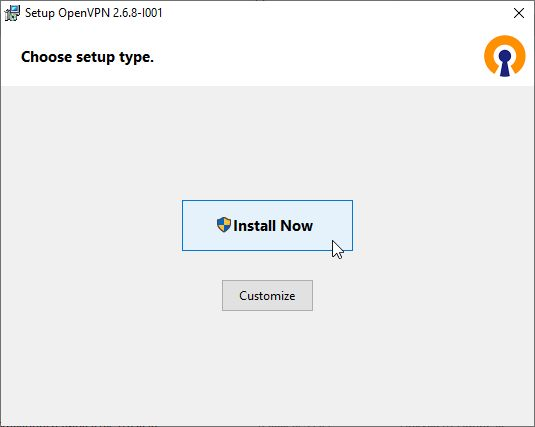 Setup OpenVPN 2.6.8-I001
Choose setup type.
Install Now
Customize